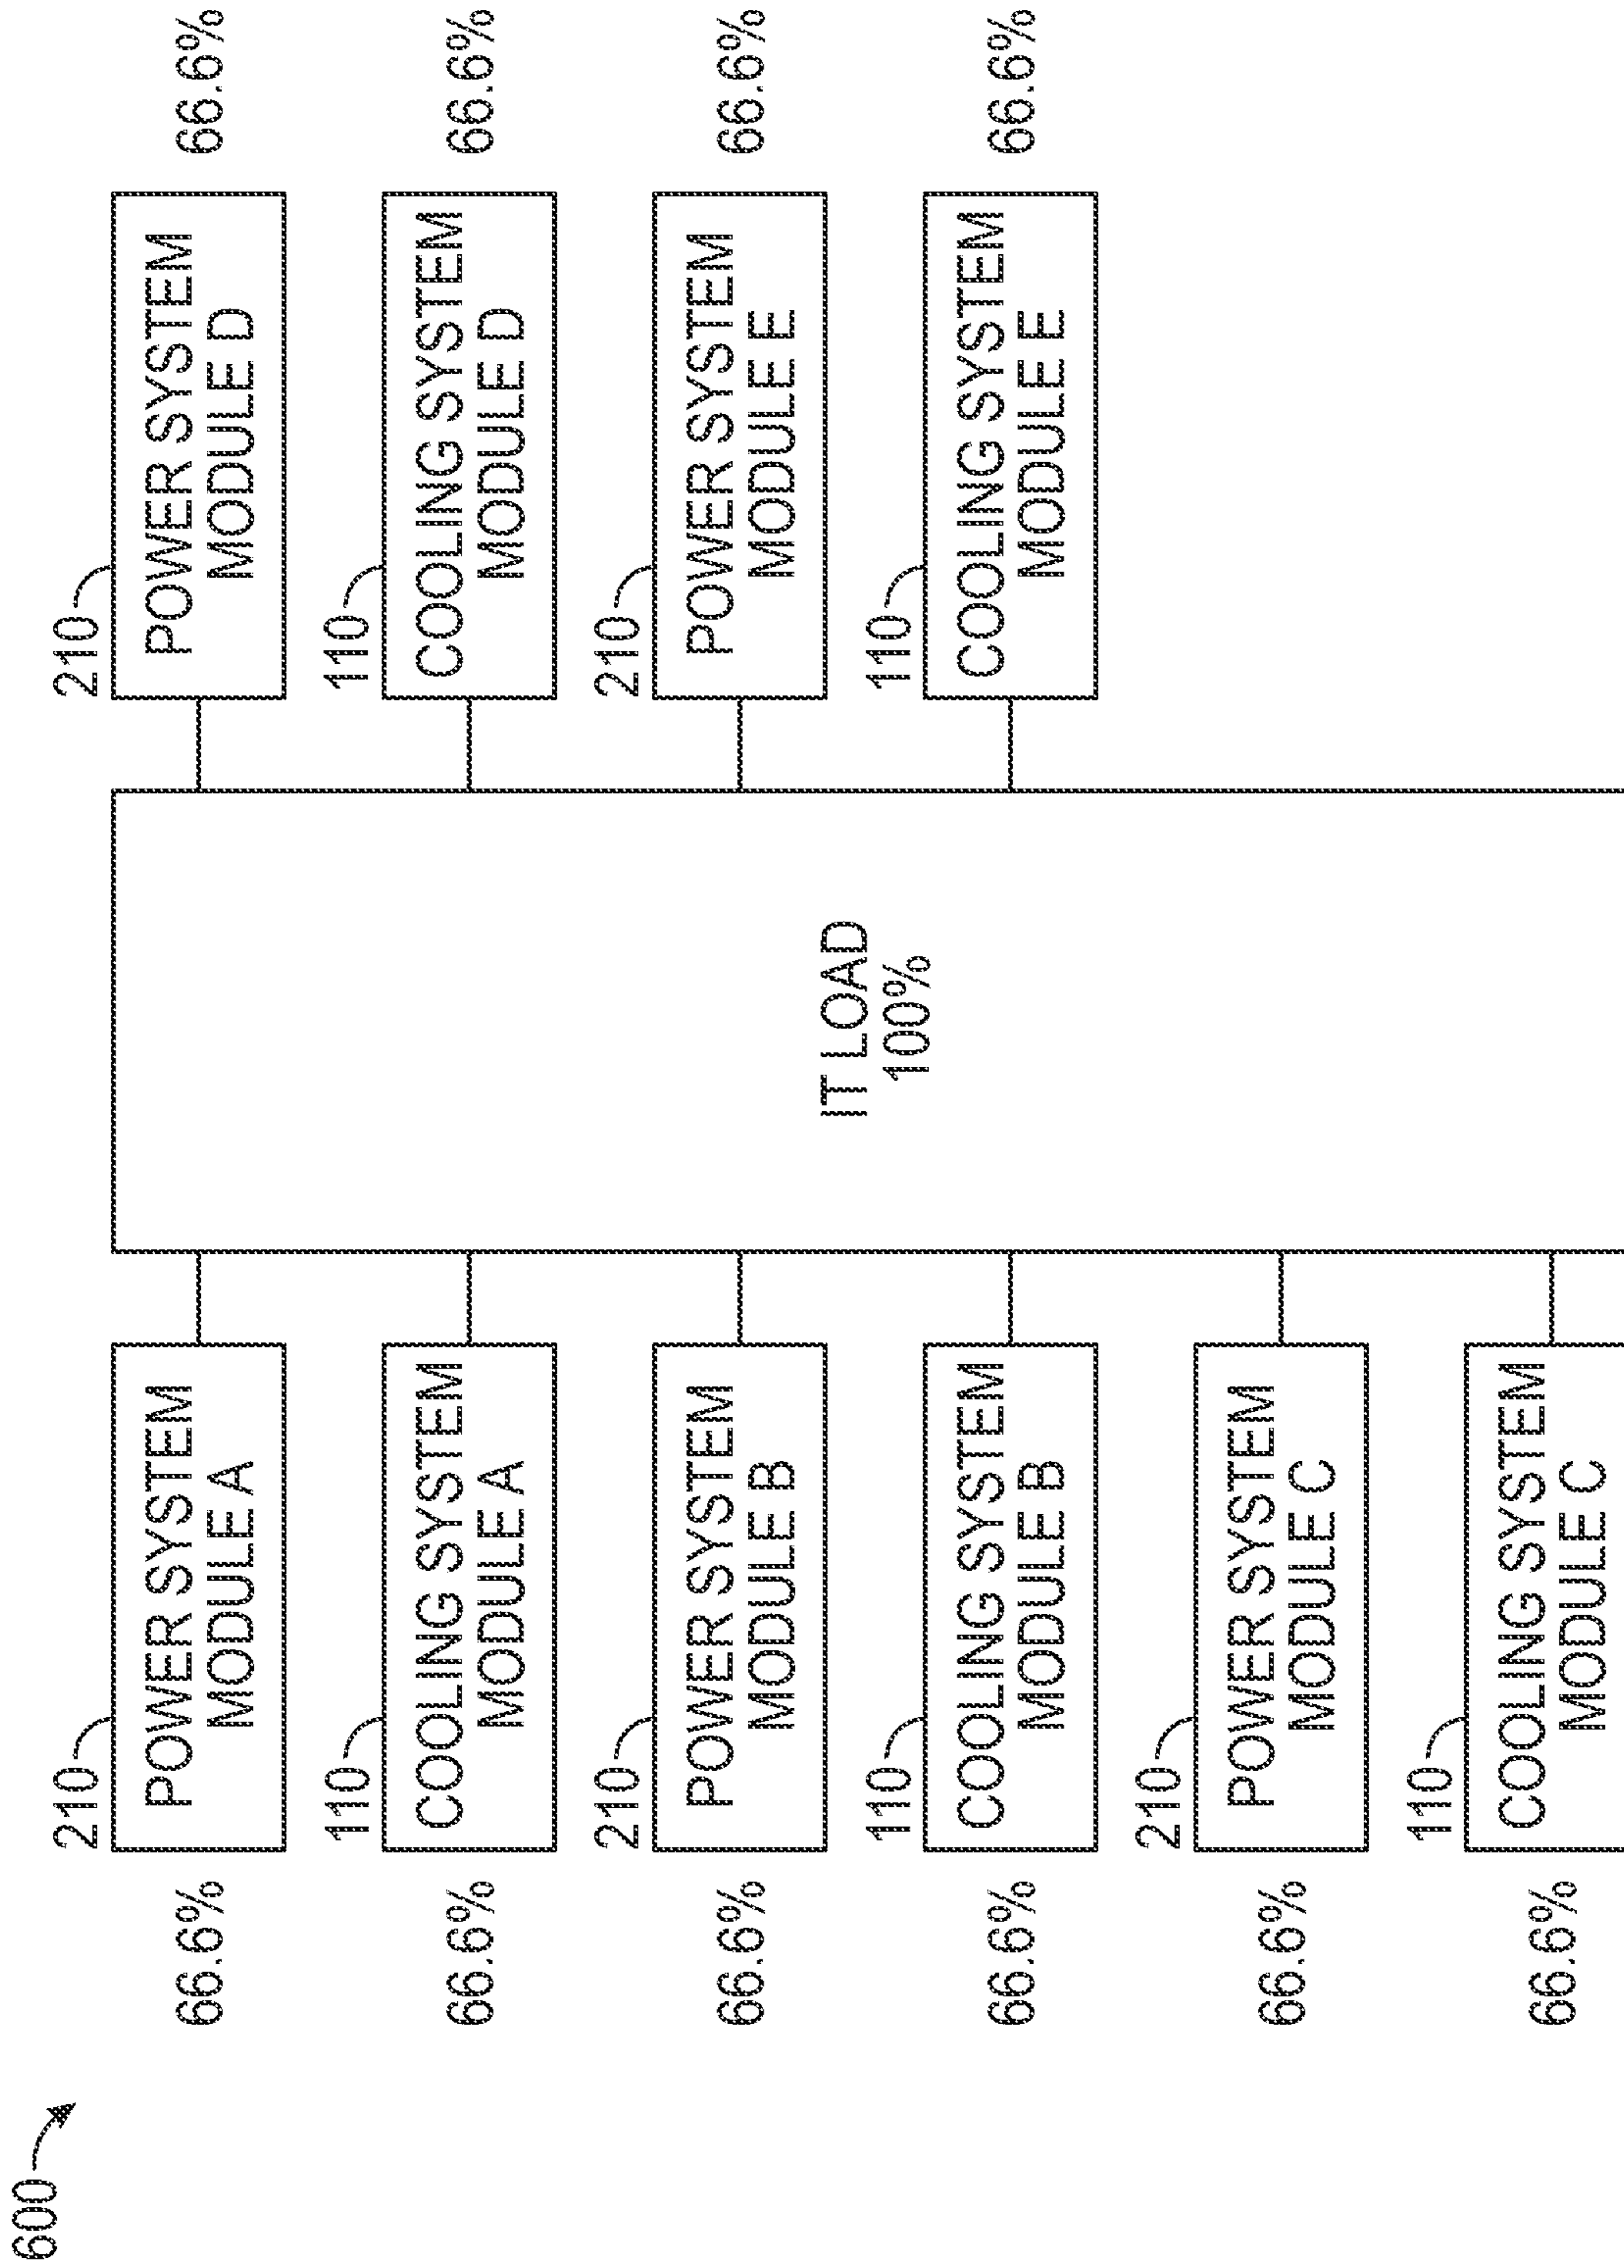 600
210
POWER SYSTEM
MODULE A
66.6%
110
COOLING SYSTEM
MODULE A
66.6%
210
POWER SYSTEM
MODULE B
66.6%
110
COOLING SYSTEM
MODULE B
66.6%
210
POWER SYSTEM
MODULE C
66.6%
110
COOLING SYSTEM
MODULE C
66.6%
IT LOAD
100%
210
POWER SYSTEM
MODULE D
66.6%
110
COOLING SYSTEM
MODULE D
66.6%
210
POWER SYSTEM
MODULE E
66.6%
110
COOLING SYSTEM
MODULE E
66.6%